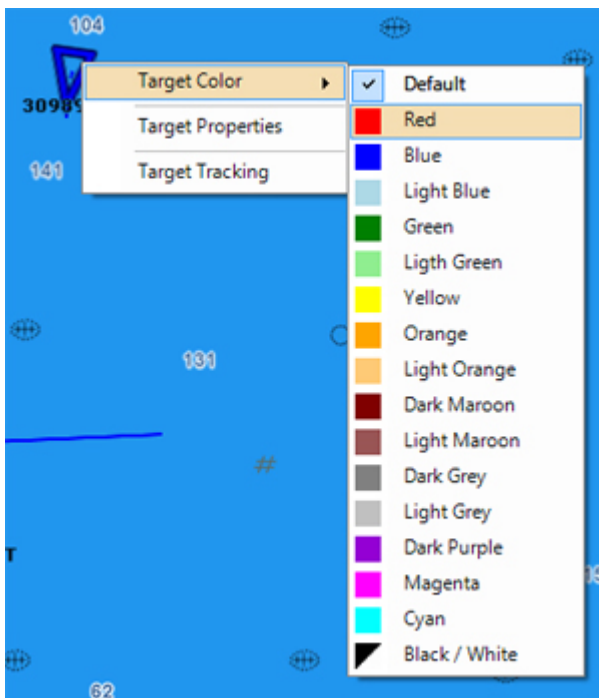 104
30989
Target Color
Target Properties
Target Tracking
141
Default
Red
Blue
Light Blue
Green
Ligth Green
Yellow
Orange
Light Orange
Dark Maroon
Light Maroon
Dark Grey
Light Grey
Dark Purple
Magenta
Cyan
Black / White
131
#
T
62